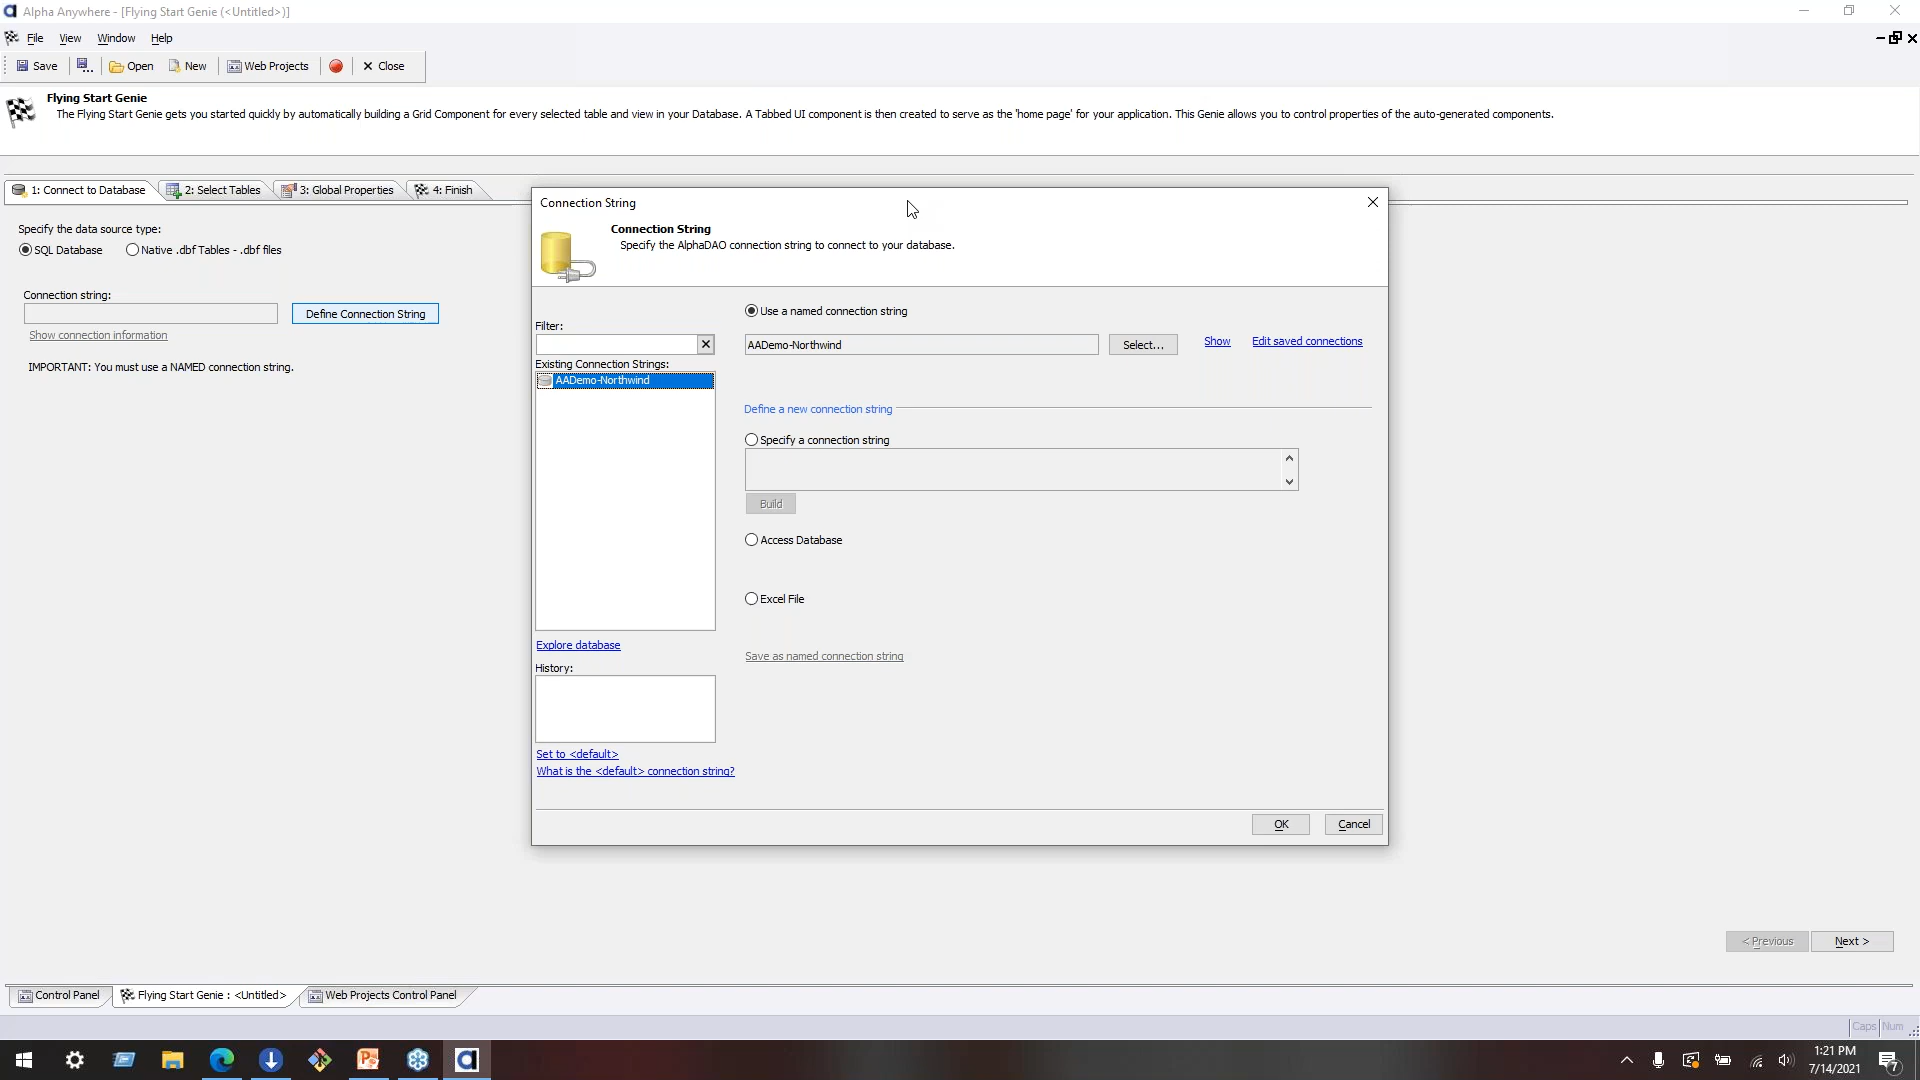 Alpha Anywhere - [Flying Start Genie (<Untitled>)]
File View Window Help
Save Open New Web Projects Close
Flying Start Genie
The Flying Start Genie gets you started quickly by automatically building a Grid Component for every selected table and view in your Database. A Tabbed UI component is then created to serve as the 'home page' for your application. This Genie allows you to control properties of the auto-generated components.
1: Connect to Database 2: Select Tables 3: Global Properties 4: Finish
Specify the data source type:
SQL Database Native .dbf Tables - .dbf files
Connection string:
Define Connection String
Show connection information
IMPORTANT: You must use a NAMED connection string.
Connection String
Connection String
Specify the AlphaDAO connection string to connect to your database.
Filter:
Existing Connection Strings:
AADemo-Northwind
Explore database
History:
Set to <default>
What is the <default> connection string?
Use a named connection string
AADemo-Northwind Select... Show Edit saved connections
Define a new connection string
Specify a connection string
Build
Access Database
Excel File
Save as named connection string
OK Cancel
< Previous Next >
Control Panel Flying Start Genie : <Untitled> Web Projects Control Panel
Caps Num
1:21 PM
7/14/2021
7